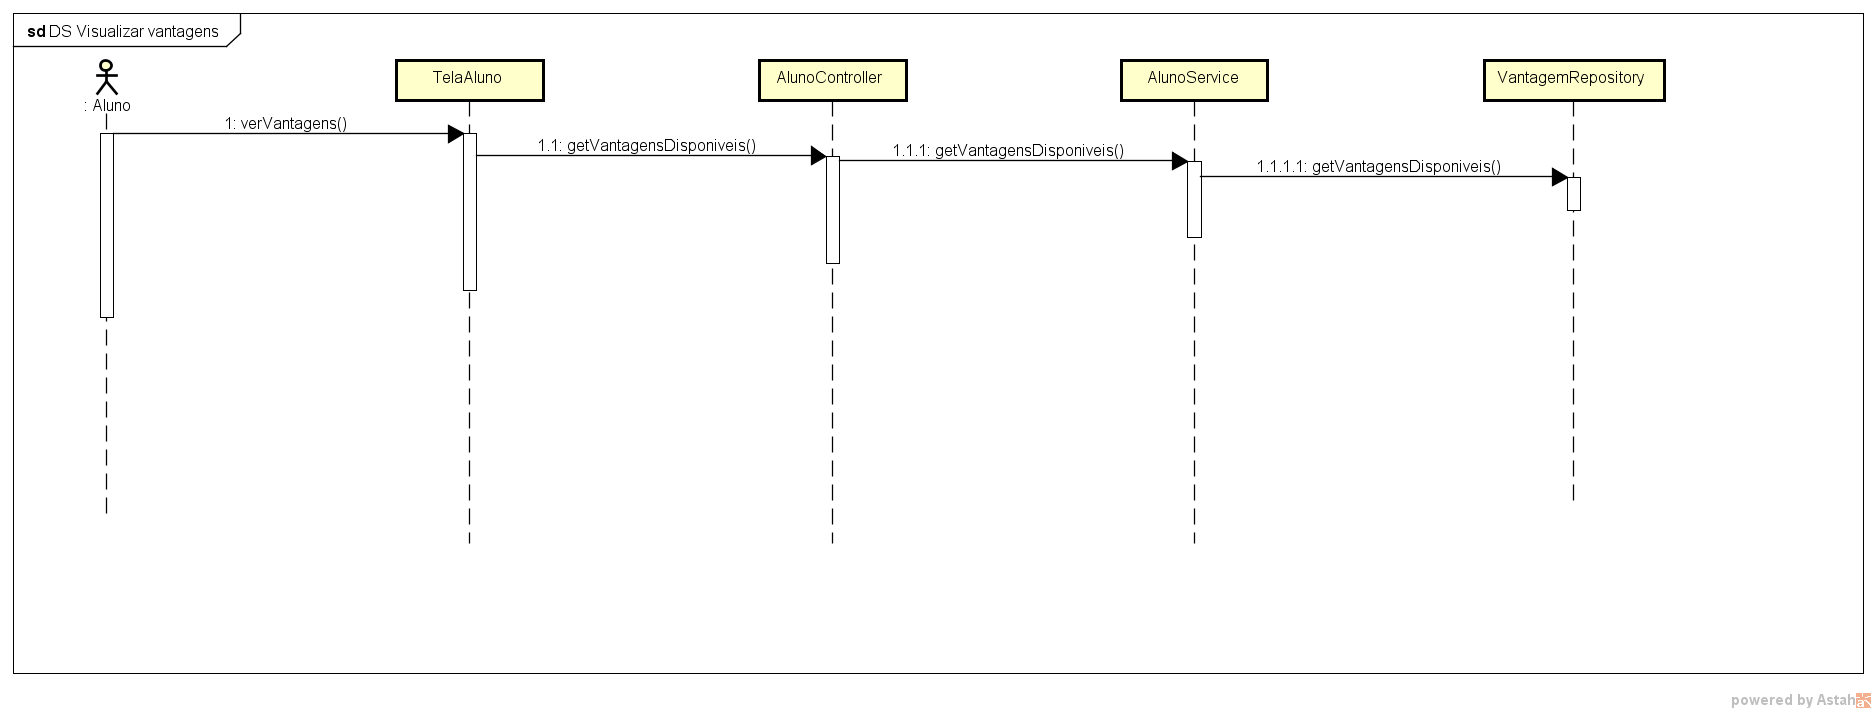 sd DS Visualizar vantagens
: Aluno
TelaAluno
AlunoController
AlunoService
VantagemRepository
1: verVantagens()
1.1: getVantagensDisponiveis()
1.1.1: getVantagensDisponiveis()
1.1.1.1: getVantagensDisponiveis()
powered by Astah